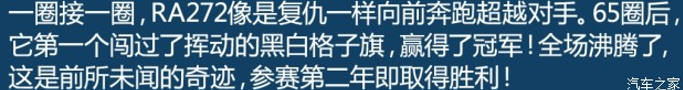 一圈接一圈，RA272像是复仇一样向前奔跑超越对手。65圈后，
它第一个闯过了挥动的黑白格子旗，赢得了冠军！全场沸腾了，
这是前所未闻的奇迹，参赛第二年即取得胜利！
汽车之家